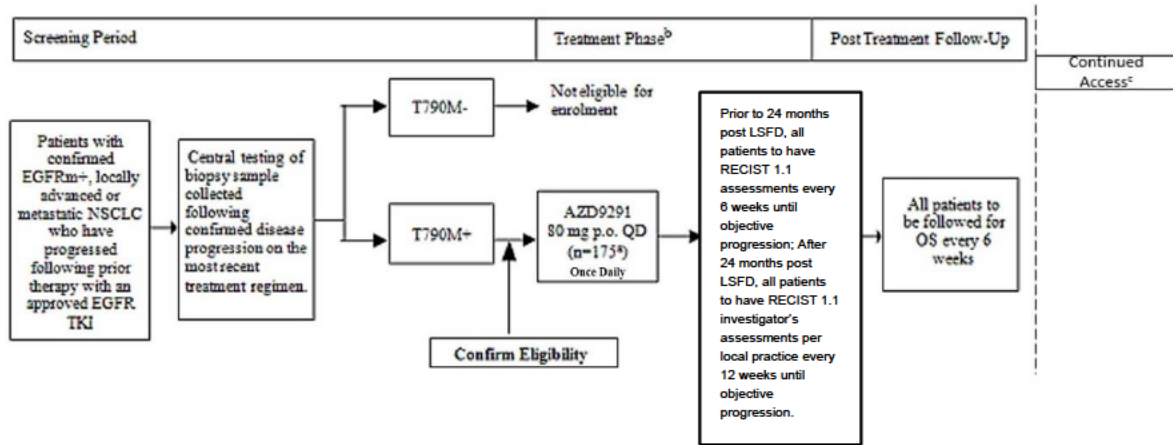 Screening Period
Treatment Phaseᵇ
Post Treatment Follow-Up
Continued
Accessᶜ
Patients with
confirmed
EGFRm+, locally
advanced or
metastatic NSCLC
who have
progressed
following prior
therapy with an
approved EGFR
TKI
Central testing of
biopsy sample
collected
following
confirmed disease
progression on the
most recent
treatment regimen.
T790M-
Not eligible for
enrolment
T790M+
Confirm Eligibility
AZD9291
80 mg p.o. QD
(n=175ᵃ)
Once Daily
Prior to 24 months
post LSFD, all
patients to have
RECIST 1.1
assessments every
6 weeks until
objective
progression; After
24 months post
LSFD, all patients
to have RECIST 1.1
investigator's
assessments per
local practice every
12 weeks until
objective
progression.
All patients to
be followed for
OS every 6
weeks